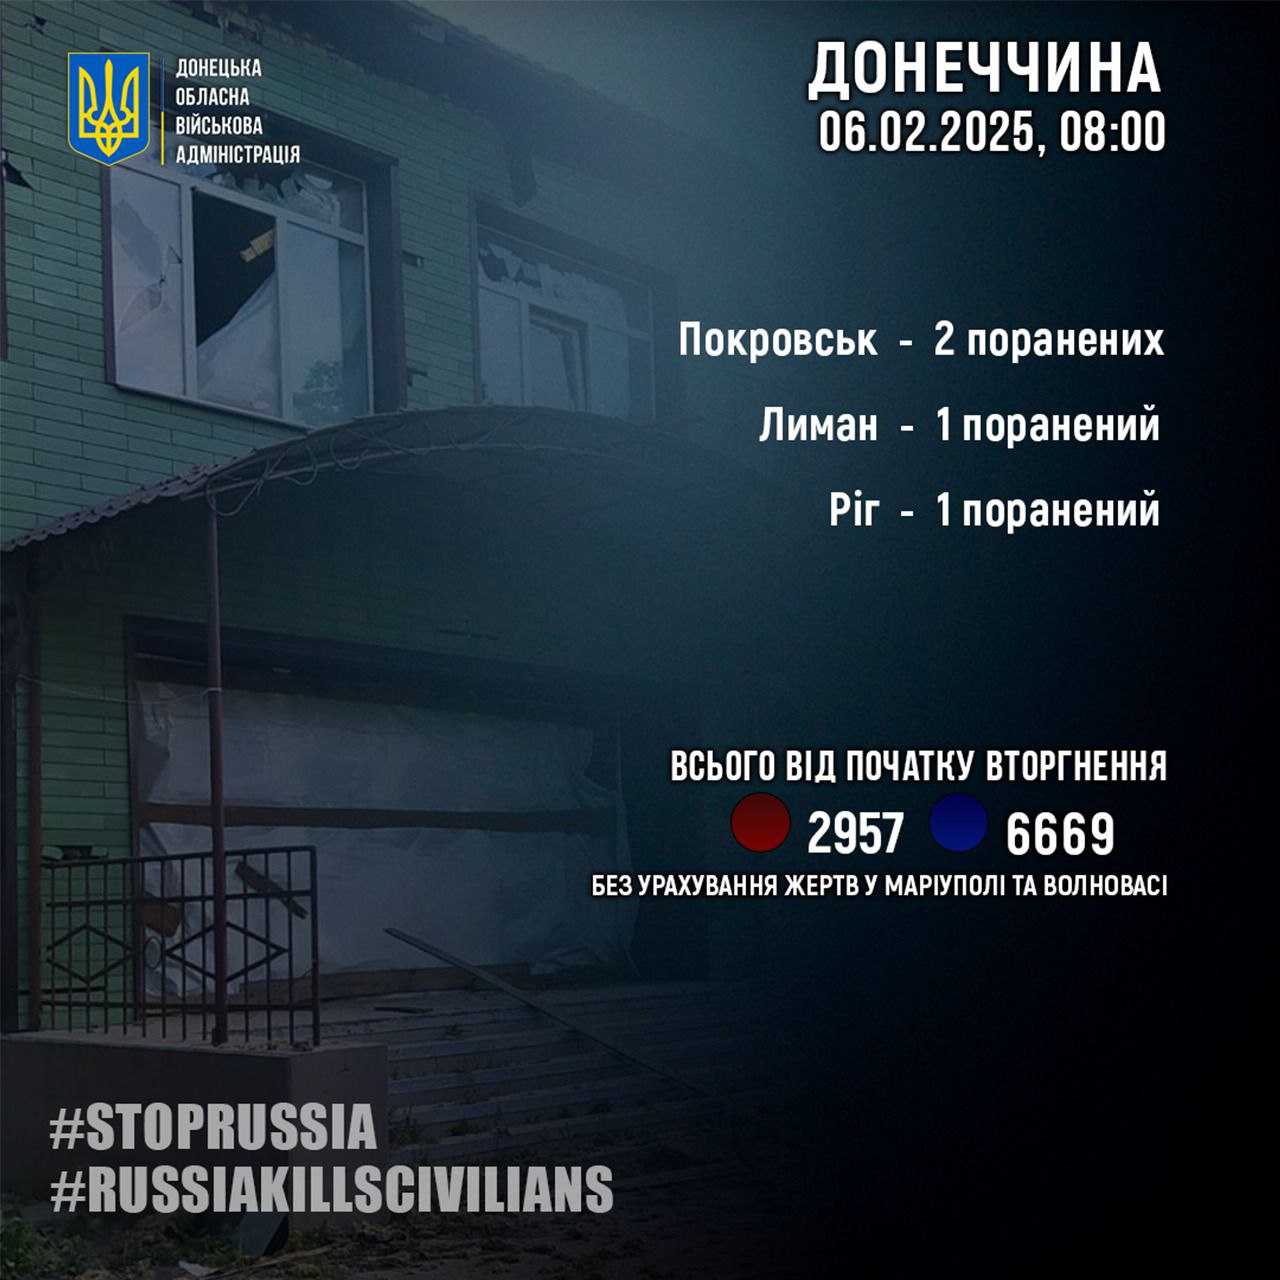 ДОНЕЦЬКА
ОБЛАСНА
ВІЙСЬКОВА
АДМІНІСТРАЦІЯ
ДОНЕЧЧИНА
06.02.2025, 08:00
Покровськ - 2 поранених
Лиман - 1 поранений
Ріг - 1 поранений
ВСЬОГО ВІД ПОЧАТКУ ВТОРГНЕННЯ
2957 6669
БЕЗ УРАХУВАННЯ ЖЕРТВ У МАРІУПОЛІ ТА ВОЛНОВАСІ
#STOPRUSSIA
#RUSSIAKILLSCIVILIANS